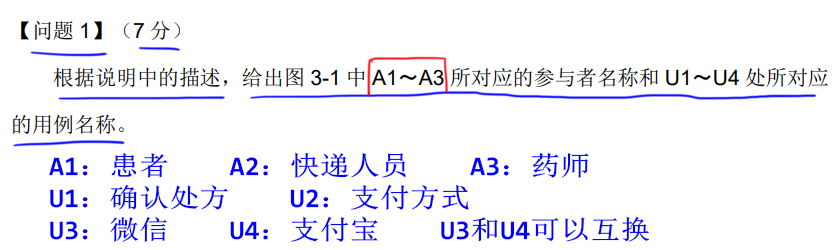 【问题 1】（7 分）
根据说明中的描述，给出图 3-1 中 A1～A3 所对应的参与者名称和 U1～U4 处所对应
的用例名称。
A1: 患者 A2: 快递人员 A3: 药师
U1: 确认处方 U2: 支付方式
U3: 微信 U4: 支付宝 U3和U4可以互换